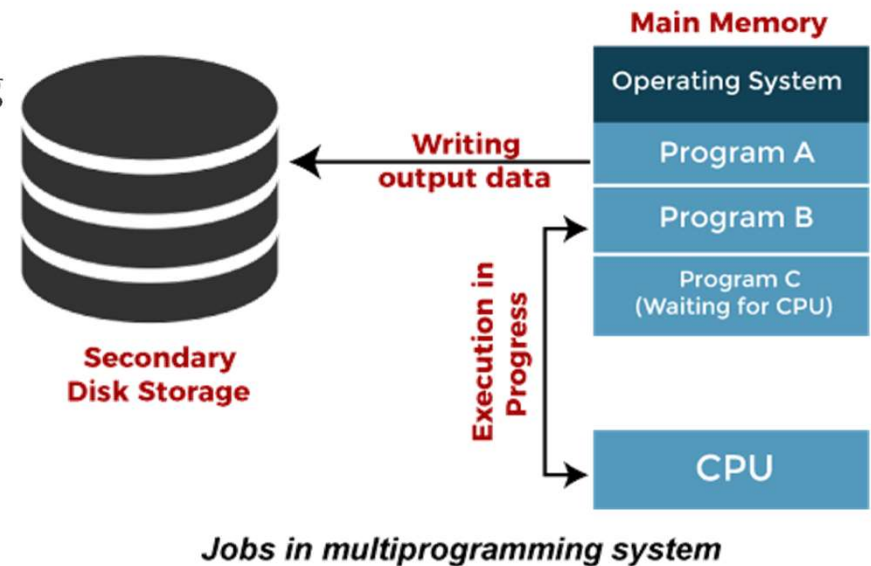 Main Memory
Operating System
Writing
output data
Program A
Program B
Program C
(Waiting for CPU)
Execution in
Progress
Secondary
Disk Storage
CPU
Jobs in multiprogramming system